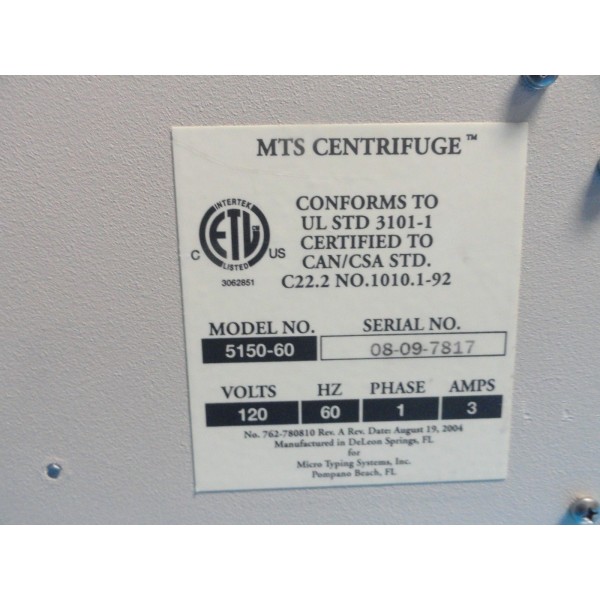 MTS CENTRIFUGE™
INTERTEK
ETL
LISTED
C US
3062851
CONFORMS TO
UL STD 3101-1
CERTIFIED TO
CAN/CSA STD.
C22.2 NO.1010.1-92
MODEL NO. SERIAL NO.
5150-60 08-09-7817
VOLTS HZ PHASE AMPS
120 60 1 3
No. 762-780810 Rev. A Rev. Date: August 19, 2004
Manufactured in DeLeon Springs, FL
for
Micro Typing Systems, Inc.
Pompano Beach, FL